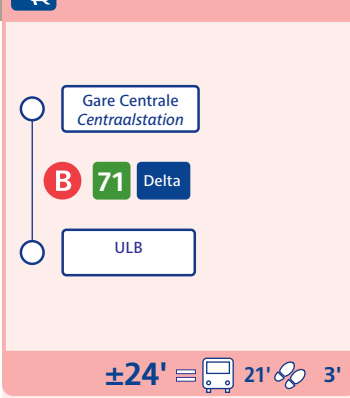 Gare Centrale
Centraalstation
B 71 Delta
ULB
±24' = 21' 3'